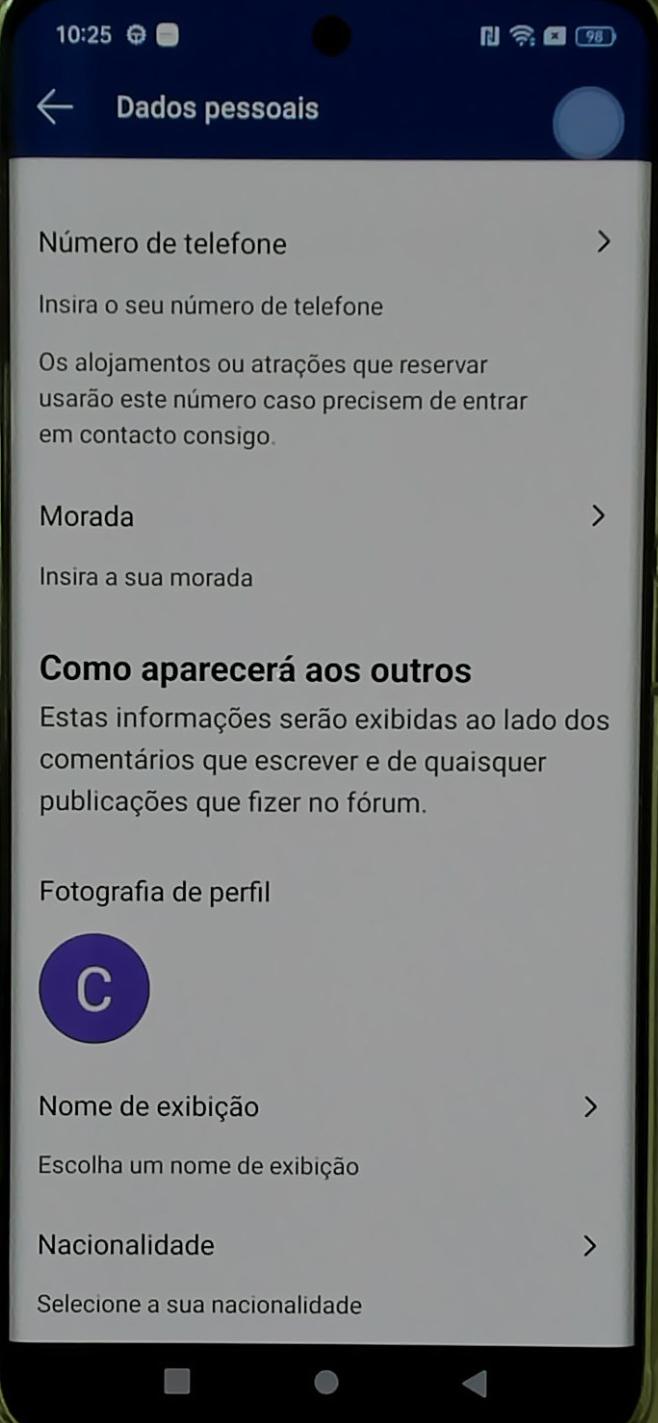 10:25
98
Dados pessoais
Número de telefone
Insira o seu número de telefone
Os alojamentos ou atrações que reservar
usarão este número caso precisem de entrar
em contacto consigo.
Morada
Insira a sua morada
Como aparecerá aos outros
Estas informações serão exibidas ao lado dos
comentários que escrever e de quaisquer
publicações que fizer no fórum.
Fotografia de perfil
C
Nome de exibição
Escolha um nome de exibição
Nacionalidade
Selecione a sua nacionalidade